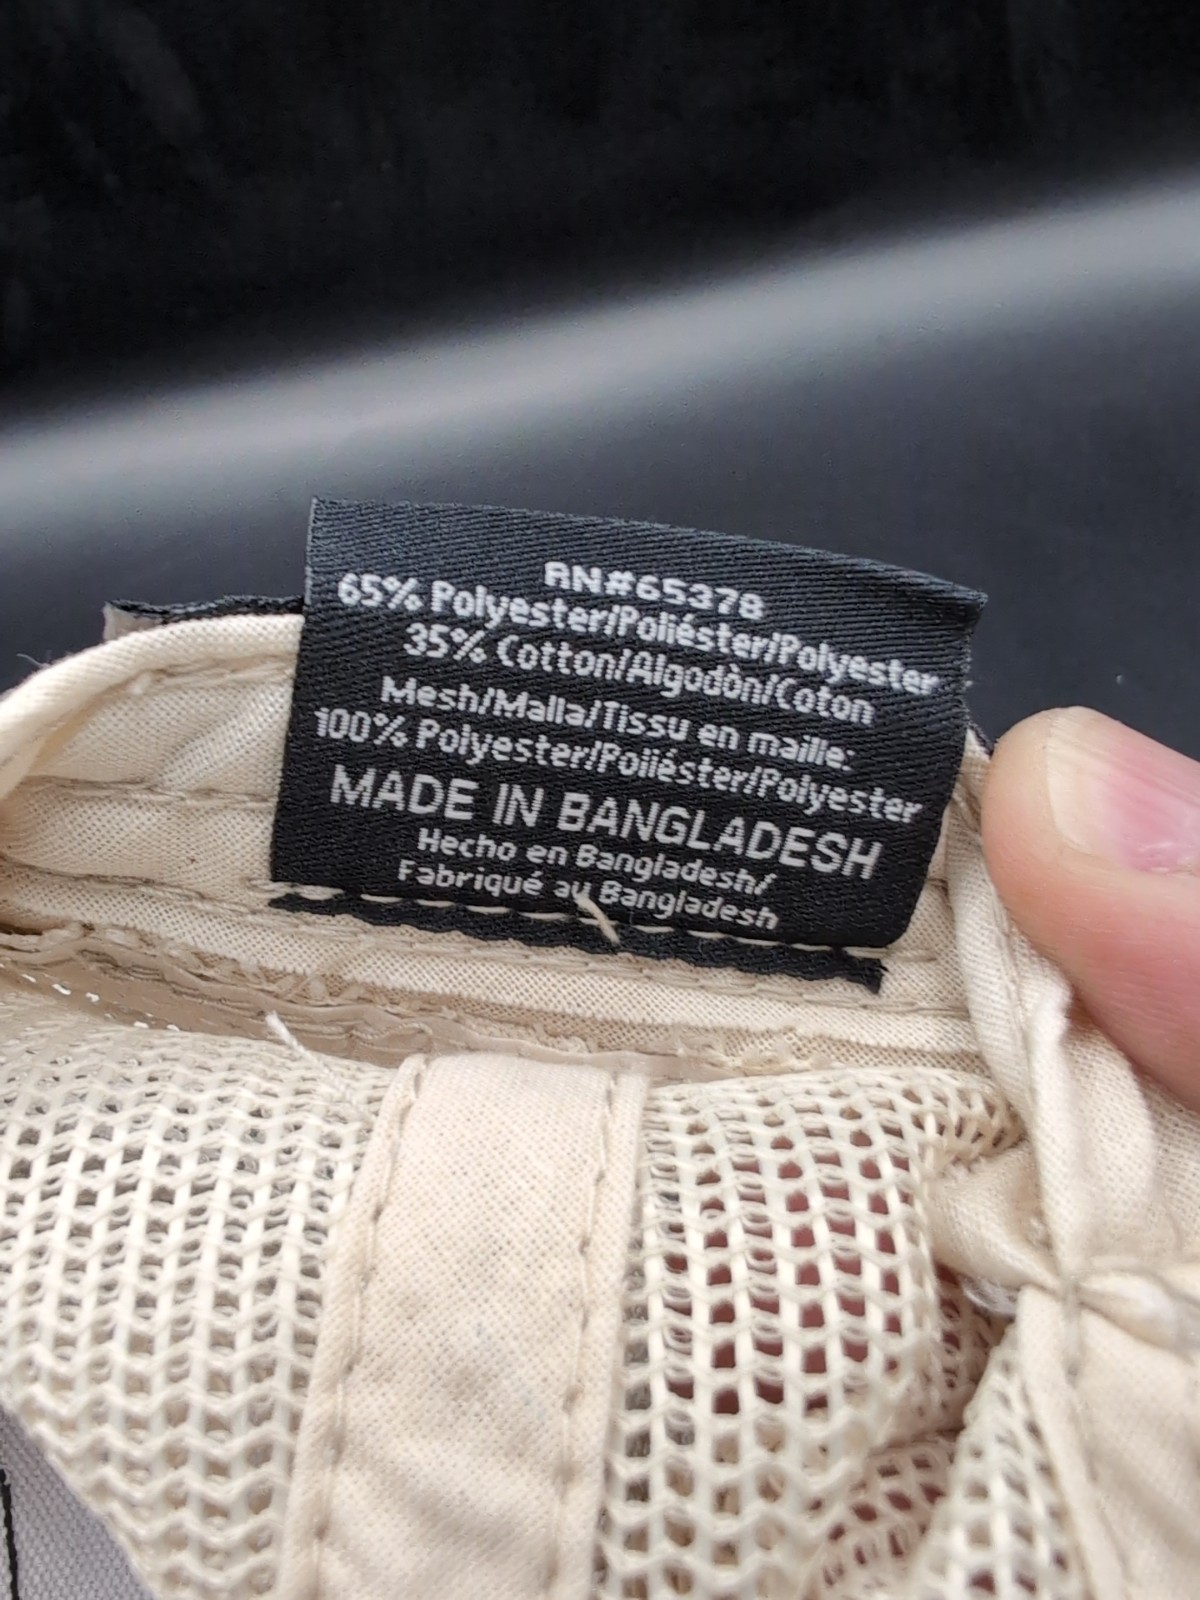 RN#65378
65% Polyester/Poliéster/Polyester
35% Cotton/Algodòn/Coton
Mesh/Malla/Tissu en maille:
100% Polyester/Poliéster/Polyester
MADE IN BANGLADESH
Hecho en Bangladesh/
Fabriqué au Bangladesh